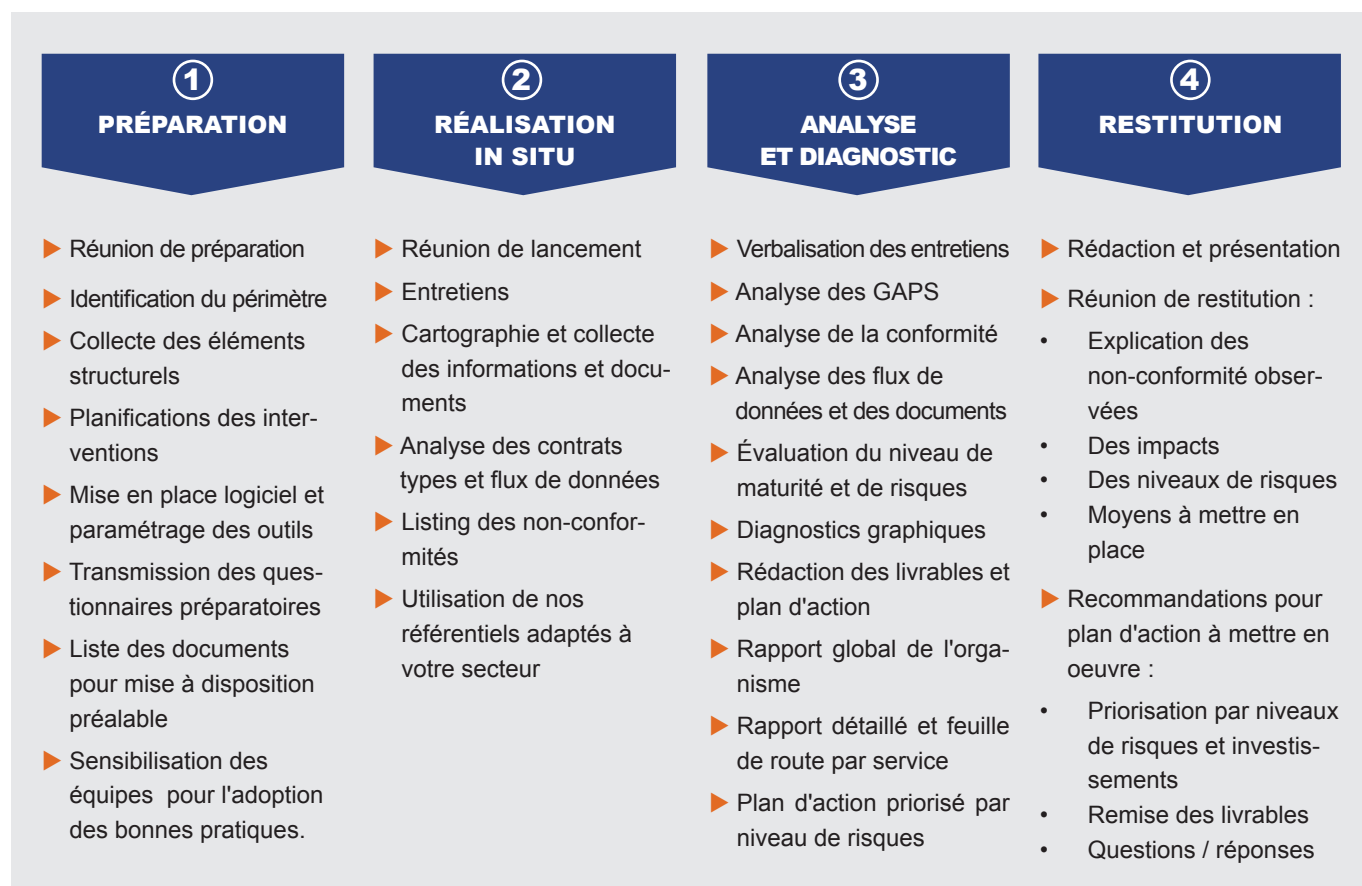 1
PRÉPARATION
Réunion de préparation
Identification du périmètre
Collecte des éléments
structurels
Planifications des inter-
ventions
Mise en place logiciel et
paramétrage des outils
Transmission des ques-
tionnaires préparatoires
Liste des documents
pour mise à disposition
préalable
Sensibilisation des
équipes  pour l'adoption
des bonnes pratiques.
2
RÉALISATION
IN SITU
Réunion de lancement
Entretiens
Cartographie et collecte
des informations et docu-
ments
Analyse des contrats
types et flux de données
Listing des non-confor-
mités
Utilisation de nos
référentiels adaptés à
votre secteur
3
ANALYSE
ET DIAGNOSTIC
Verbalisation des entretiens
Analyse des GAPS
Analyse de la conformité
Analyse des flux de
données et des documents
Évaluation du niveau de
maturité et de risques
Diagnostics graphiques
Rédaction des livrables et
plan d'action
Rapport global de l'orga-
nisme
Rapport détaillé et feuille
de route par service
Plan d'action priorisé par
niveau de risques
4
RESTITUTION
Rédaction et présentation
Réunion de restitution :
• Explication des
non-conformité obser-
vées
• Des impacts
• Des niveaux de risques
• Moyens à mettre en
place
Recommandations pour
plan d'action à mettre en
oeuvre :
• Priorisation par niveaux
de risques et investis-
sements
• Remise des livrables
• Questions / réponses